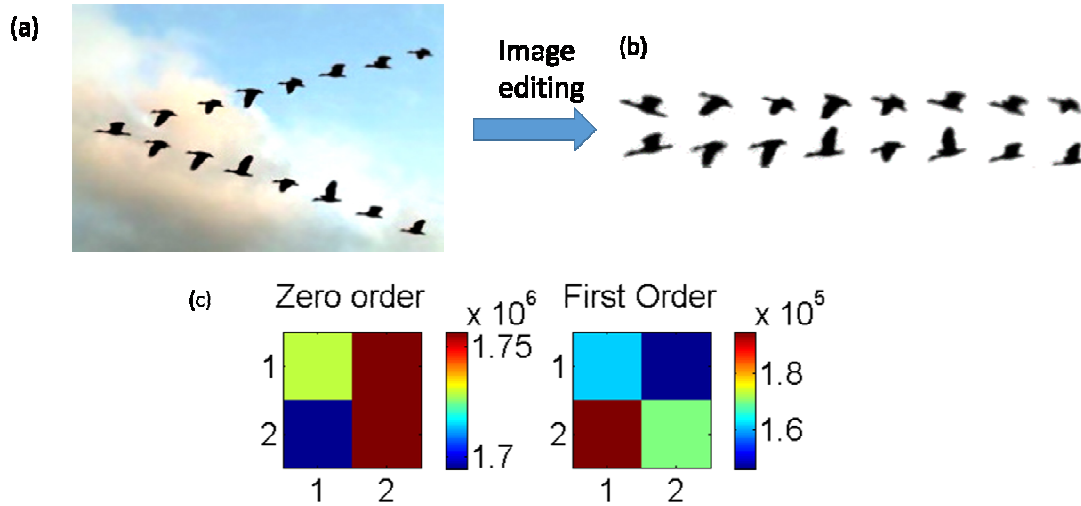 (a)
Image
editing
(b)
(c)
Zero order
x 10^6
1.75
1.7
1
2
1
2
First Order
x 10^5
1.8
1.6
1
2
1
2